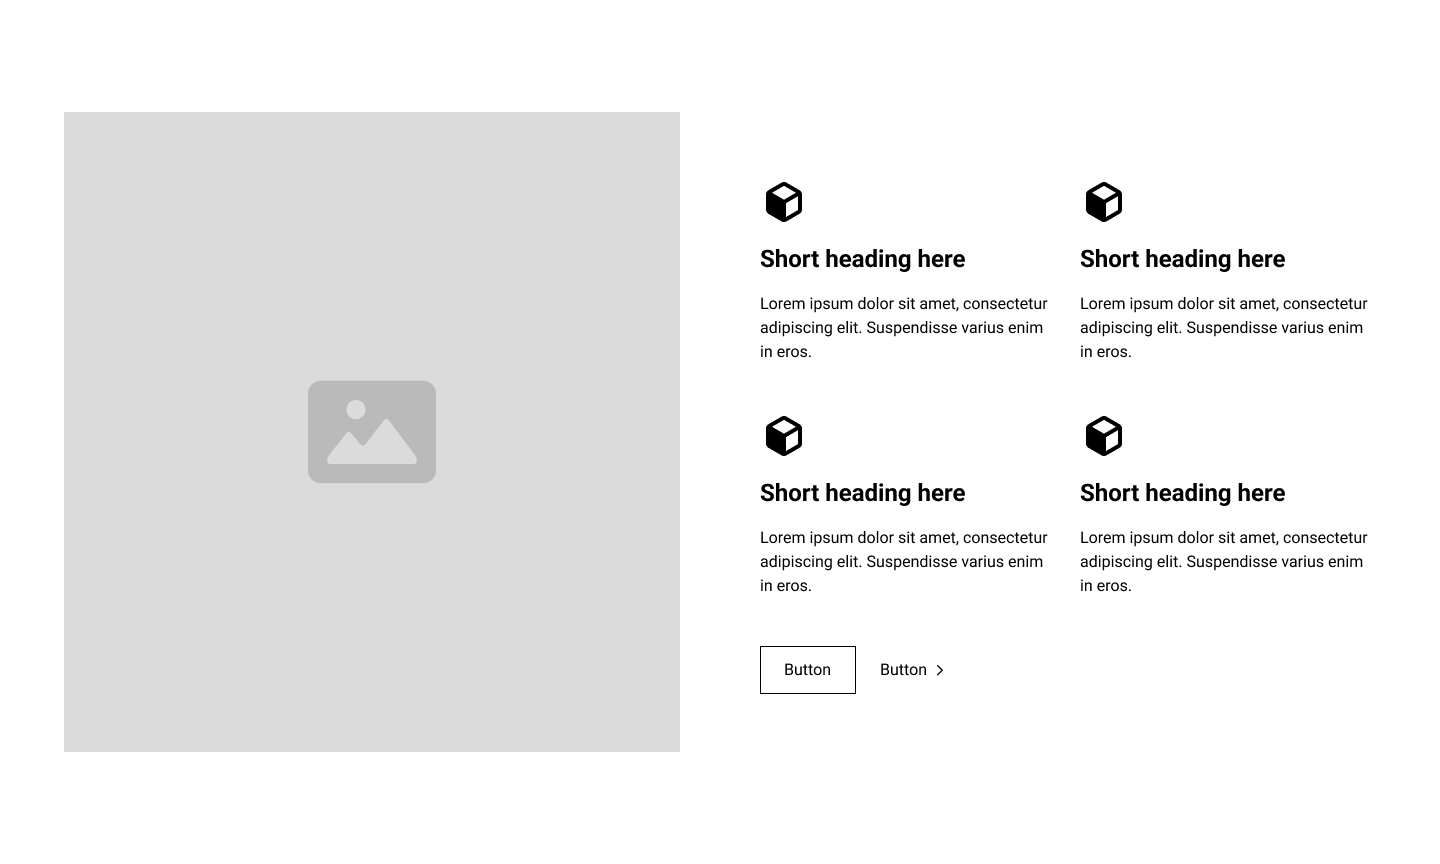 Short heading here
Lorem ipsum dolor sit amet, consectetur
adipiscing elit. Suspendisse varius enim
in eros.
Short heading here
Lorem ipsum dolor sit amet, consectetur
adipiscing elit. Suspendisse varius enim
in eros.
Short heading here
Lorem ipsum dolor sit amet, consectetur
adipiscing elit. Suspendisse varius enim
in eros.
Short heading here
Lorem ipsum dolor sit amet, consectetur
adipiscing elit. Suspendisse varius enim
in eros.
Button
Button